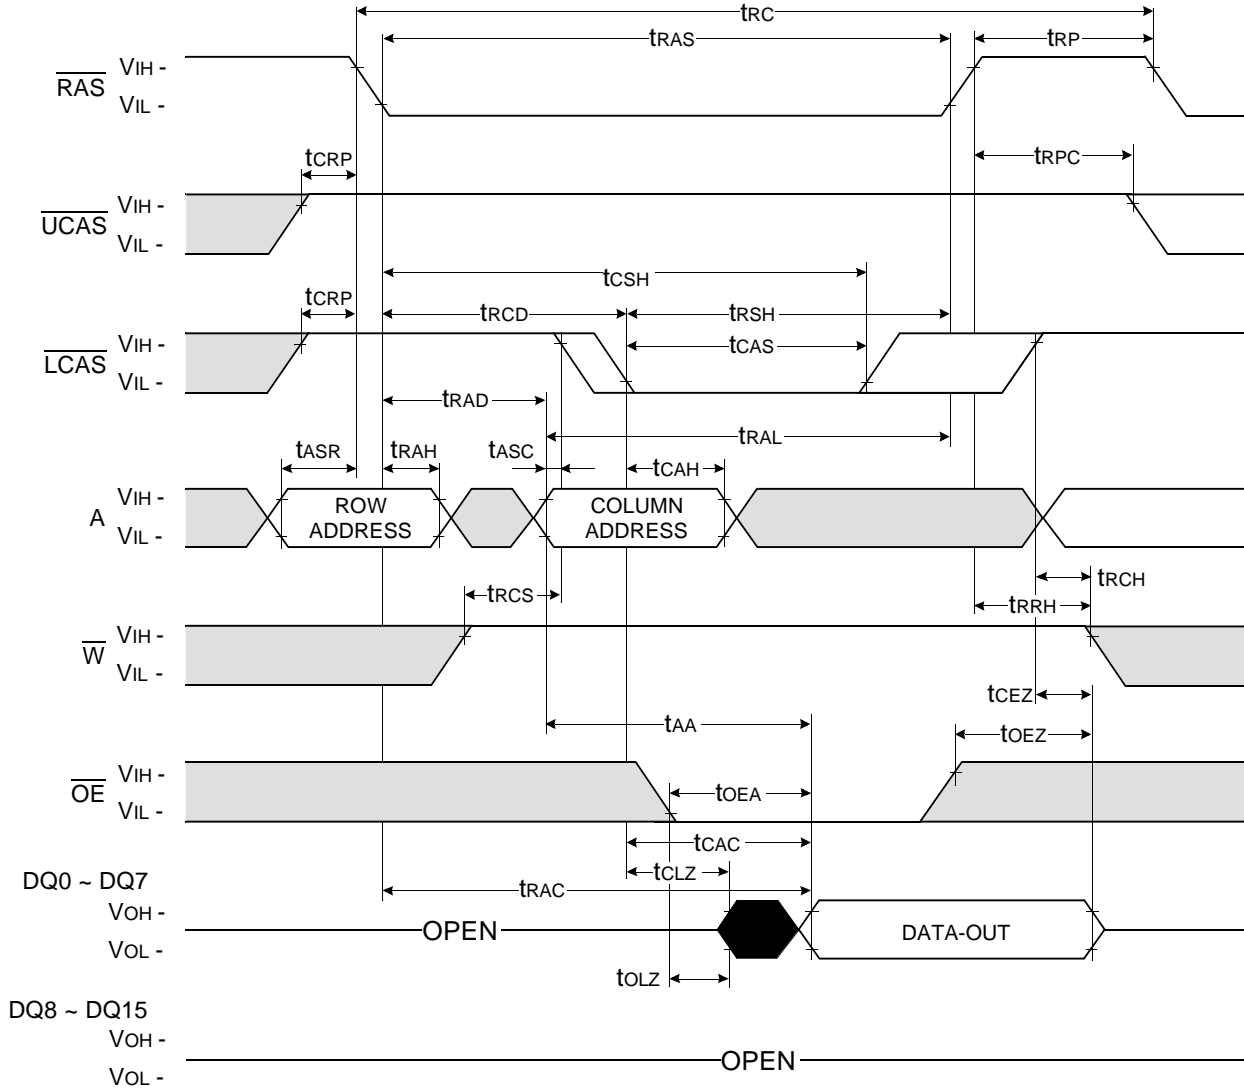 tRC
tRAS
tRP
RAS
VIH -
VIL -
tCRP
tRPC
UCAS
VIH -
VIL -
tCSH
tCRP
tRCD
tRSH
LCAS
VIH -
VIL -
tCAS
tRAD
tRAL
tASR
tRAH
tASC
tCAH
A
VIH -
VIL -
ROW
ADDRESS
COLUMN
ADDRESS
tRCH
tRCS
tRRH
W
VIH -
VIL -
tCEZ
tAA
tOEZ
OE
VIH -
VIL -
tOEA
tCAC
tCLZ
tRAC
DQ0 ~ DQ7
VOH -
VOL -
OPEN
DATA-OUT
tOLZ
DQ8 ~ DQ15
VOH -
VOL -
OPEN